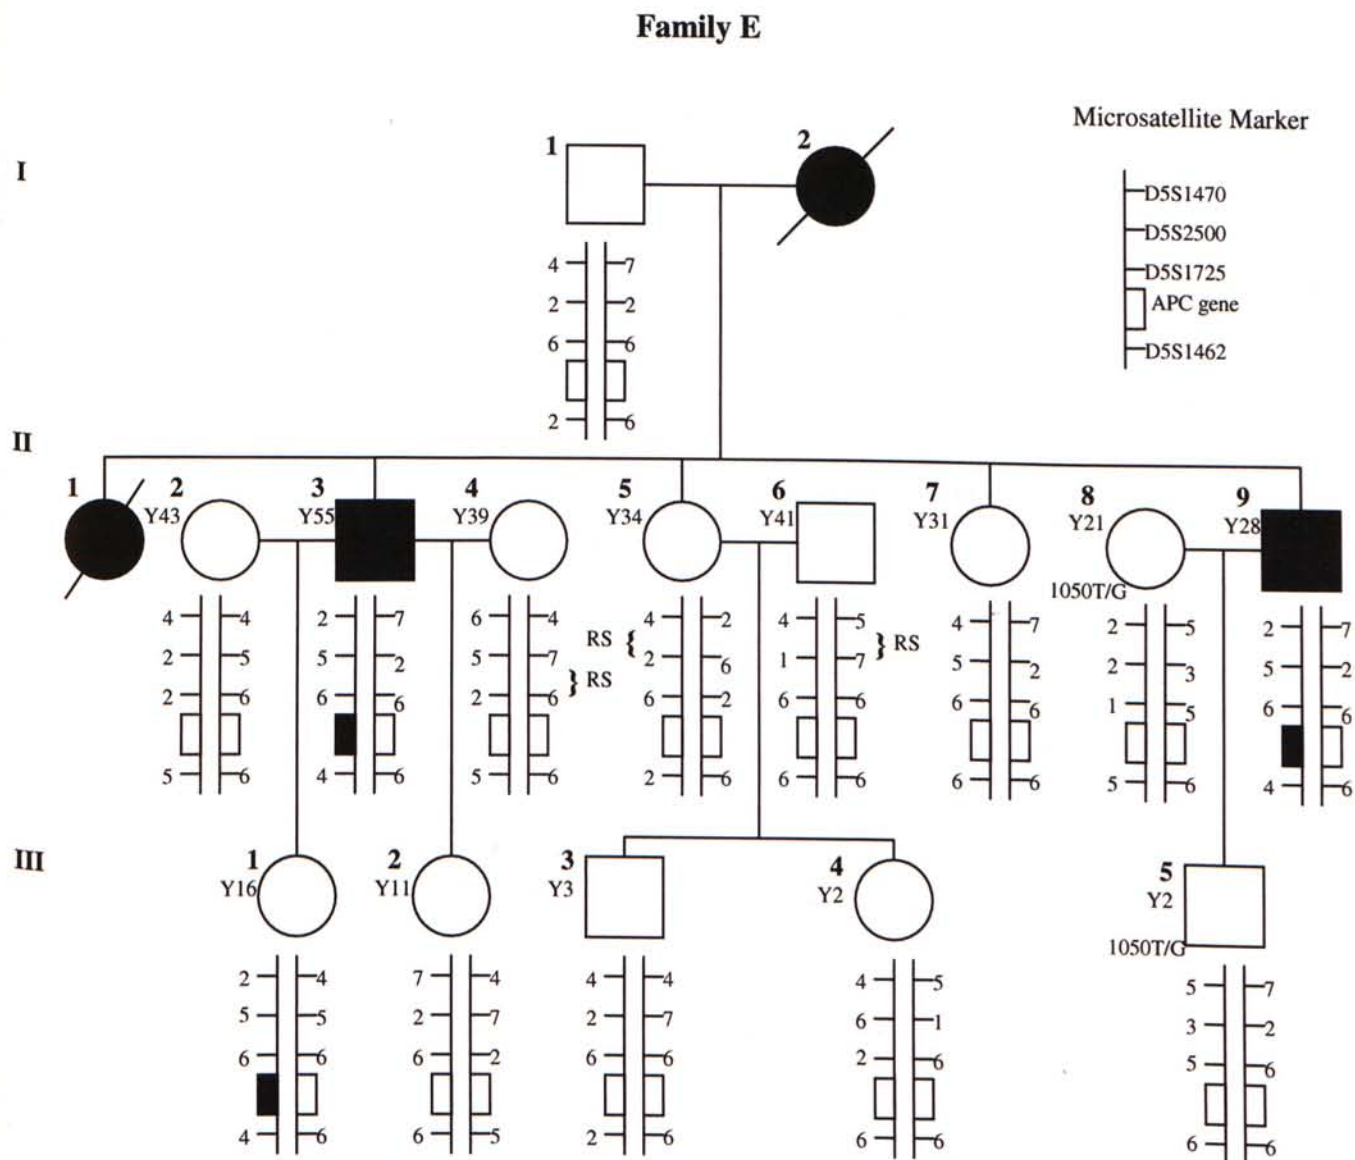 Family E
Microsatellite Marker
D5S1470
D5S2500
D5S1725
APC gene
D5S1462
I
1 2
4 7
2 2
6 6
2 6
II
1 2 3 4 5 6 7 8 9
Y43 Y55 Y39 Y34 Y41 Y31 Y21 Y28
1050T/G
4 4 2 7 6 4 RS { 4 2 4 5 } RS 4 7 2 5 2 7
2 5 5 2 5 7 2 6 1 7 5 2 2 3 5 2
2 6 6 6 2 6 } RS 6 2 6 6 6 6 1 5 6 6
5 6 4 6 5 6 2 6 6 6 6 6 5 6 4 6
III
1 2 3 4 5
Y16 Y11 Y3 Y2 Y2
1050T/G
2 4 7 4 4 4 4 5 5 7
5 5 2 7 2 7 6 1 3 2
6 6 6 2 6 6 2 6 5 6
4 6 6 5 2 6 6 6 6 6